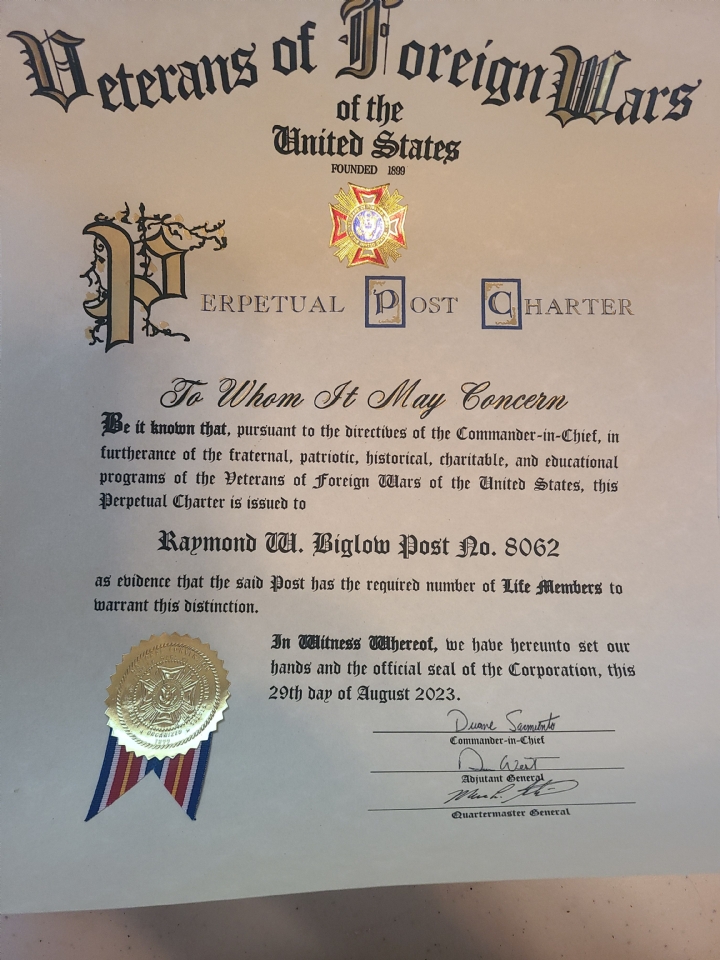 Veterans of Foreign Wars
of the
United States
FOUNDED 1899
PERPETUAL POST CHARTER
To Whom It May Concern
Be it known that, pursuant to the directives of the Commander-in-Chief, in
furtherance of the fraternal, patriotic, historical, charitable, and educational
programs of the Veterans of Foreign Wars of the United States, this
Perpetual Charter is issued to
Raymond W. Biglow Post No. 8062
as evidence that the said Post has the required number of Life Members to
warrant this distinction.
In Witness Whereof, we have hereunto set our
hands and the official seal of the Corporation, this
29th day of August 2023.
Duane Sarmiento
Commander-in-Chief
Dan West
Adjutant General
Quartermaster General